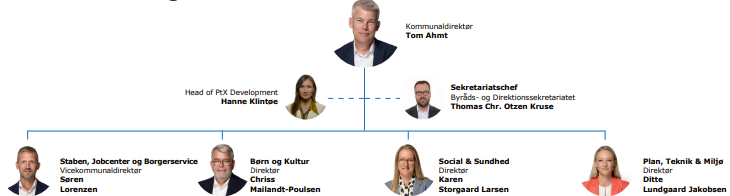 Kommunaldirektør
Tom Ahmt
Head of PtX Development
Hanne Klintøe
Sekretariatschef
Byråds- og Direktionssekretariatet
Thomas Chr. Otzen Kruse
Staben, Jobcenter og Borgerservice
Vicekommunaldirektør
Søren
Lorenzen
Børn og Kultur
Direktør
Chriss
Mailandt-Poulsen
Social & Sundhed
Direktør
Karen
Storgaard Larsen
Plan, Teknik & Miljø
Direktør
Ditte
Lundgaard Jakobsen